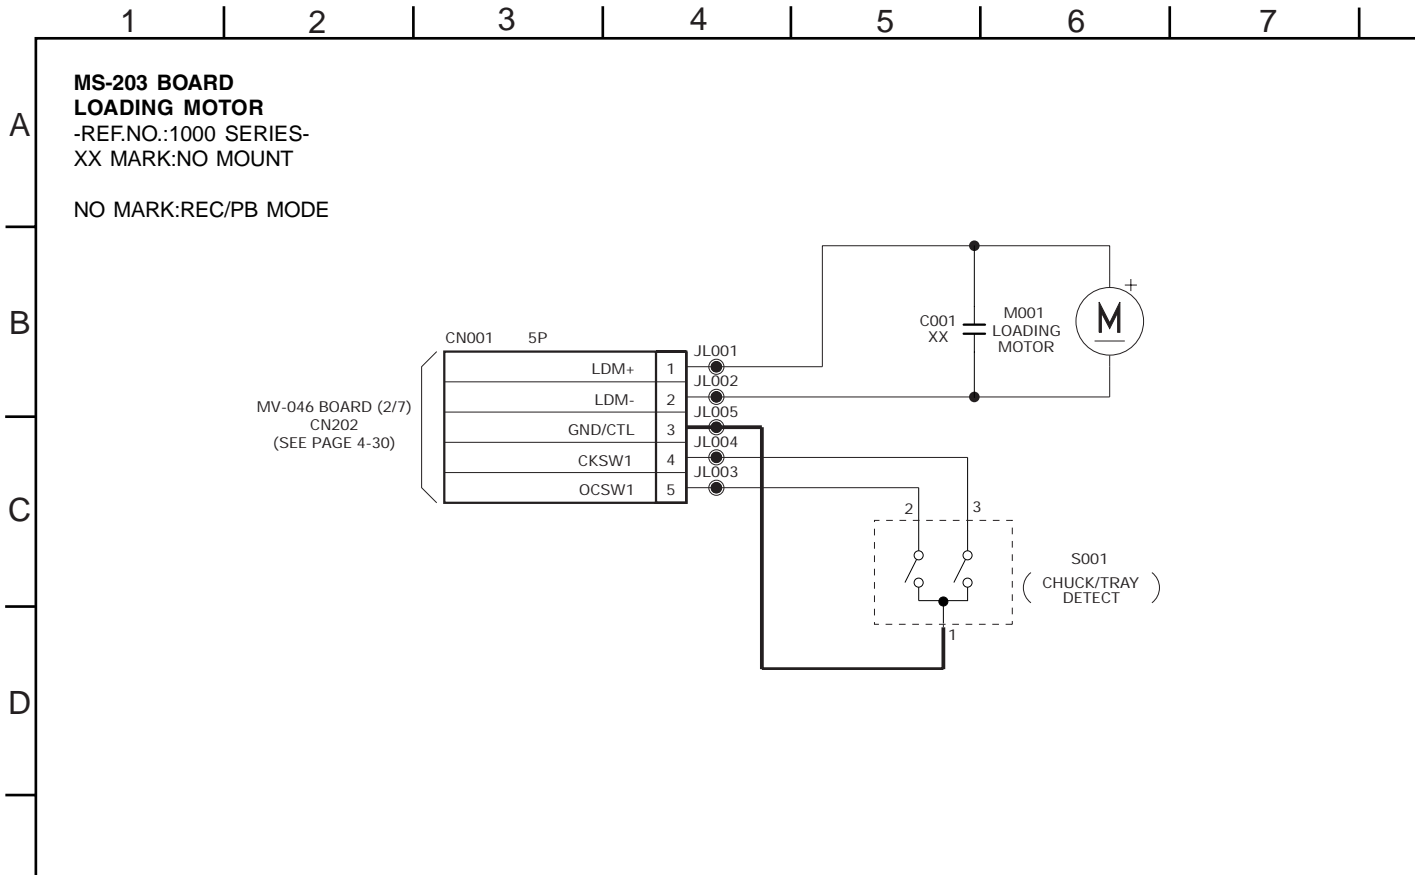 1 2 3 4 5 6 7
A
B
C
D
MS-203 BOARD
LOADING MOTOR
-REF.NO.:1000 SERIES-
XX MARK:NO MOUNT
NO MARK:REC/PB MODE
MV-046 BOARD (2/7)
CN202
(SEE PAGE 4-30)
CN001 5P
LDM+ 1
LDM- 2
GND/CTL 3
CKSW1 4
OCSW1 5
JL001
JL002
JL005
JL004
JL003
C001
XX
M001
LOADING
MOTOR
M
+
2
3
1
S001
CHUCK/TRAY
DETECT